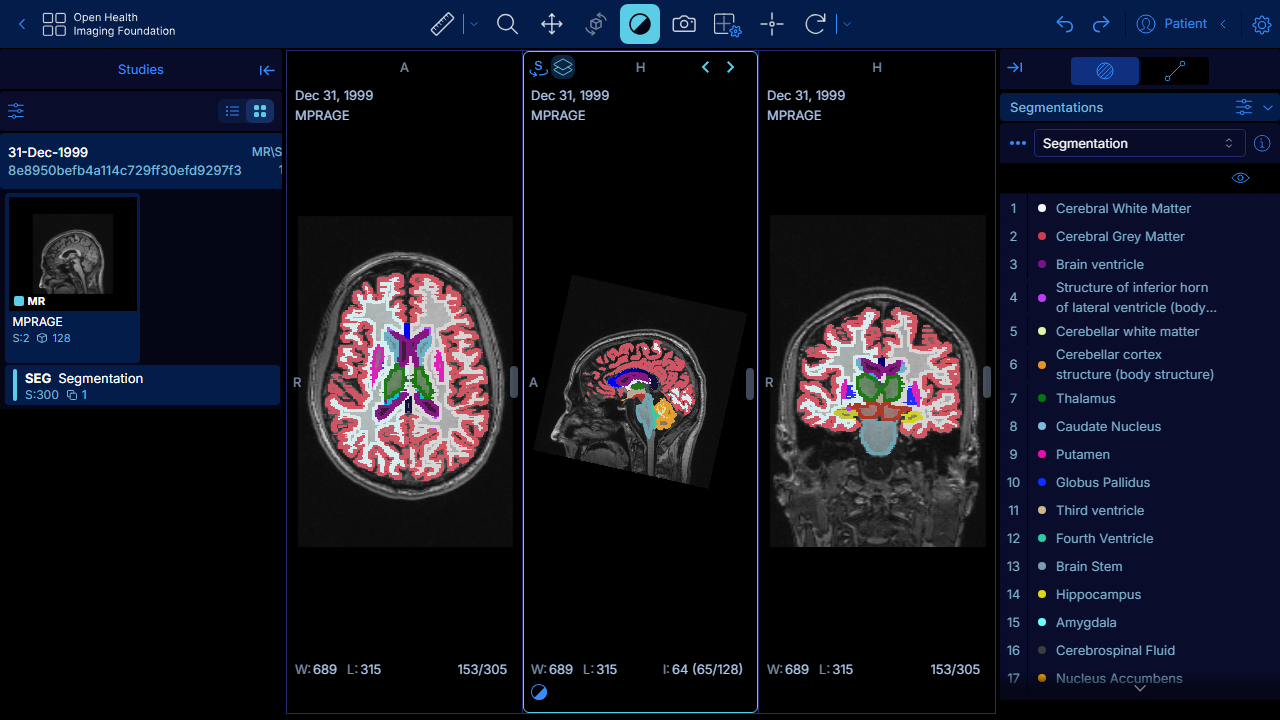 Open Health
Imaging Foundation
Patient
Studies
31-Dec-1999
MR\S
8e8950befb4a114c729ff30efd9297f3
MR
MPRAGE
S:2 128
SEG Segmentation
S:300 1
A
Dec 31, 1999
MPRAGE
R
W:689 L:315 153/305
S
H
Dec 31, 1999
MPRAGE
A
W:689 L:315 I: 64 (65/128)
H
Dec 31, 1999
MPRAGE
R
W:689 L:315 153/305
Segmentations
Segmentation
1 Cerebral White Matter
2 Cerebral Grey Matter
3 Brain ventricle
4 Structure of inferior horn
of lateral ventricle (body...
5 Cerebellar white matter
6 Cerebellar cortex
structure (body structure)
7 Thalamus
8 Caudate Nucleus
9 Putamen
10 Globus Pallidus
11 Third ventricle
12 Fourth Ventricle
13 Brain Stem
14 Hippocampus
15 Amygdala
16 Cerebrospinal Fluid
17 Nucleus Accumbens